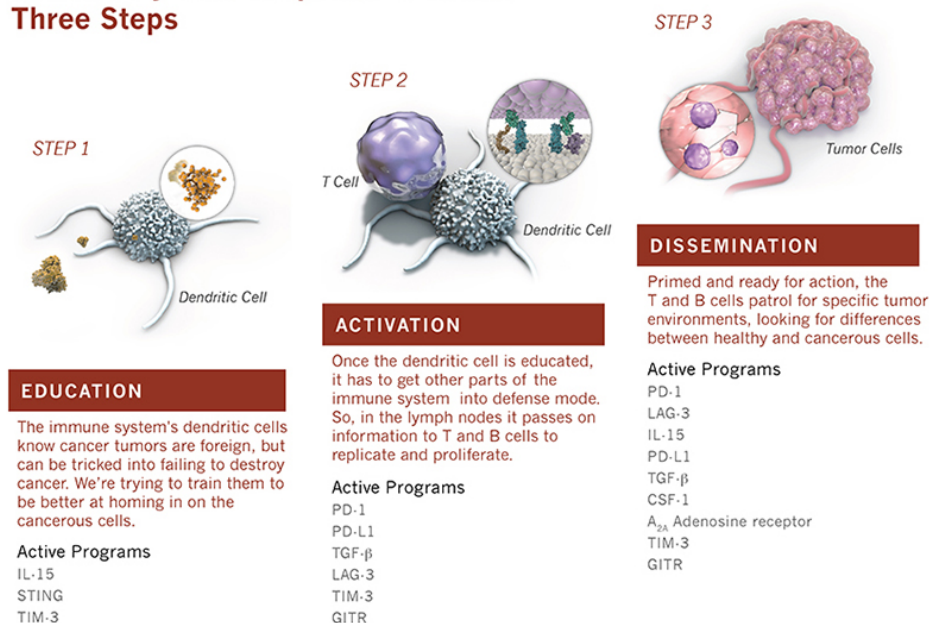 Three Steps
STEP 1
Dendritic Cell
EDUCATION
The immune system's dendritic cells
know cancer tumors are foreign, but
can be tricked into failing to destroy
cancer. We're trying to train them to
be better at homing in on the
cancerous cells.
Active Programs
IL-15
STING
TIM-3
STEP 2
T Cell
Dendritic Cell
ACTIVATION
Once the dendritic cell is educated,
it has to get other parts of the
immune system into defense mode.
So, in the lymph nodes it passes on
information to T and B cells to
replicate and proliferate.
Active Programs
PD-1
PD-L1
TGF-β
LAG-3
TIM-3
GITR
STEP 3
Tumor Cells
DISSEMINATION
Primed and ready for action, the
T and B cells patrol for specific tumor
environments, looking for differences
between healthy and cancerous cells.
Active Programs
PD-1
LAG-3
IL-15
PD-L1
TGF-β
CSF-1
A2A Adenosine receptor
TIM-3
GITR